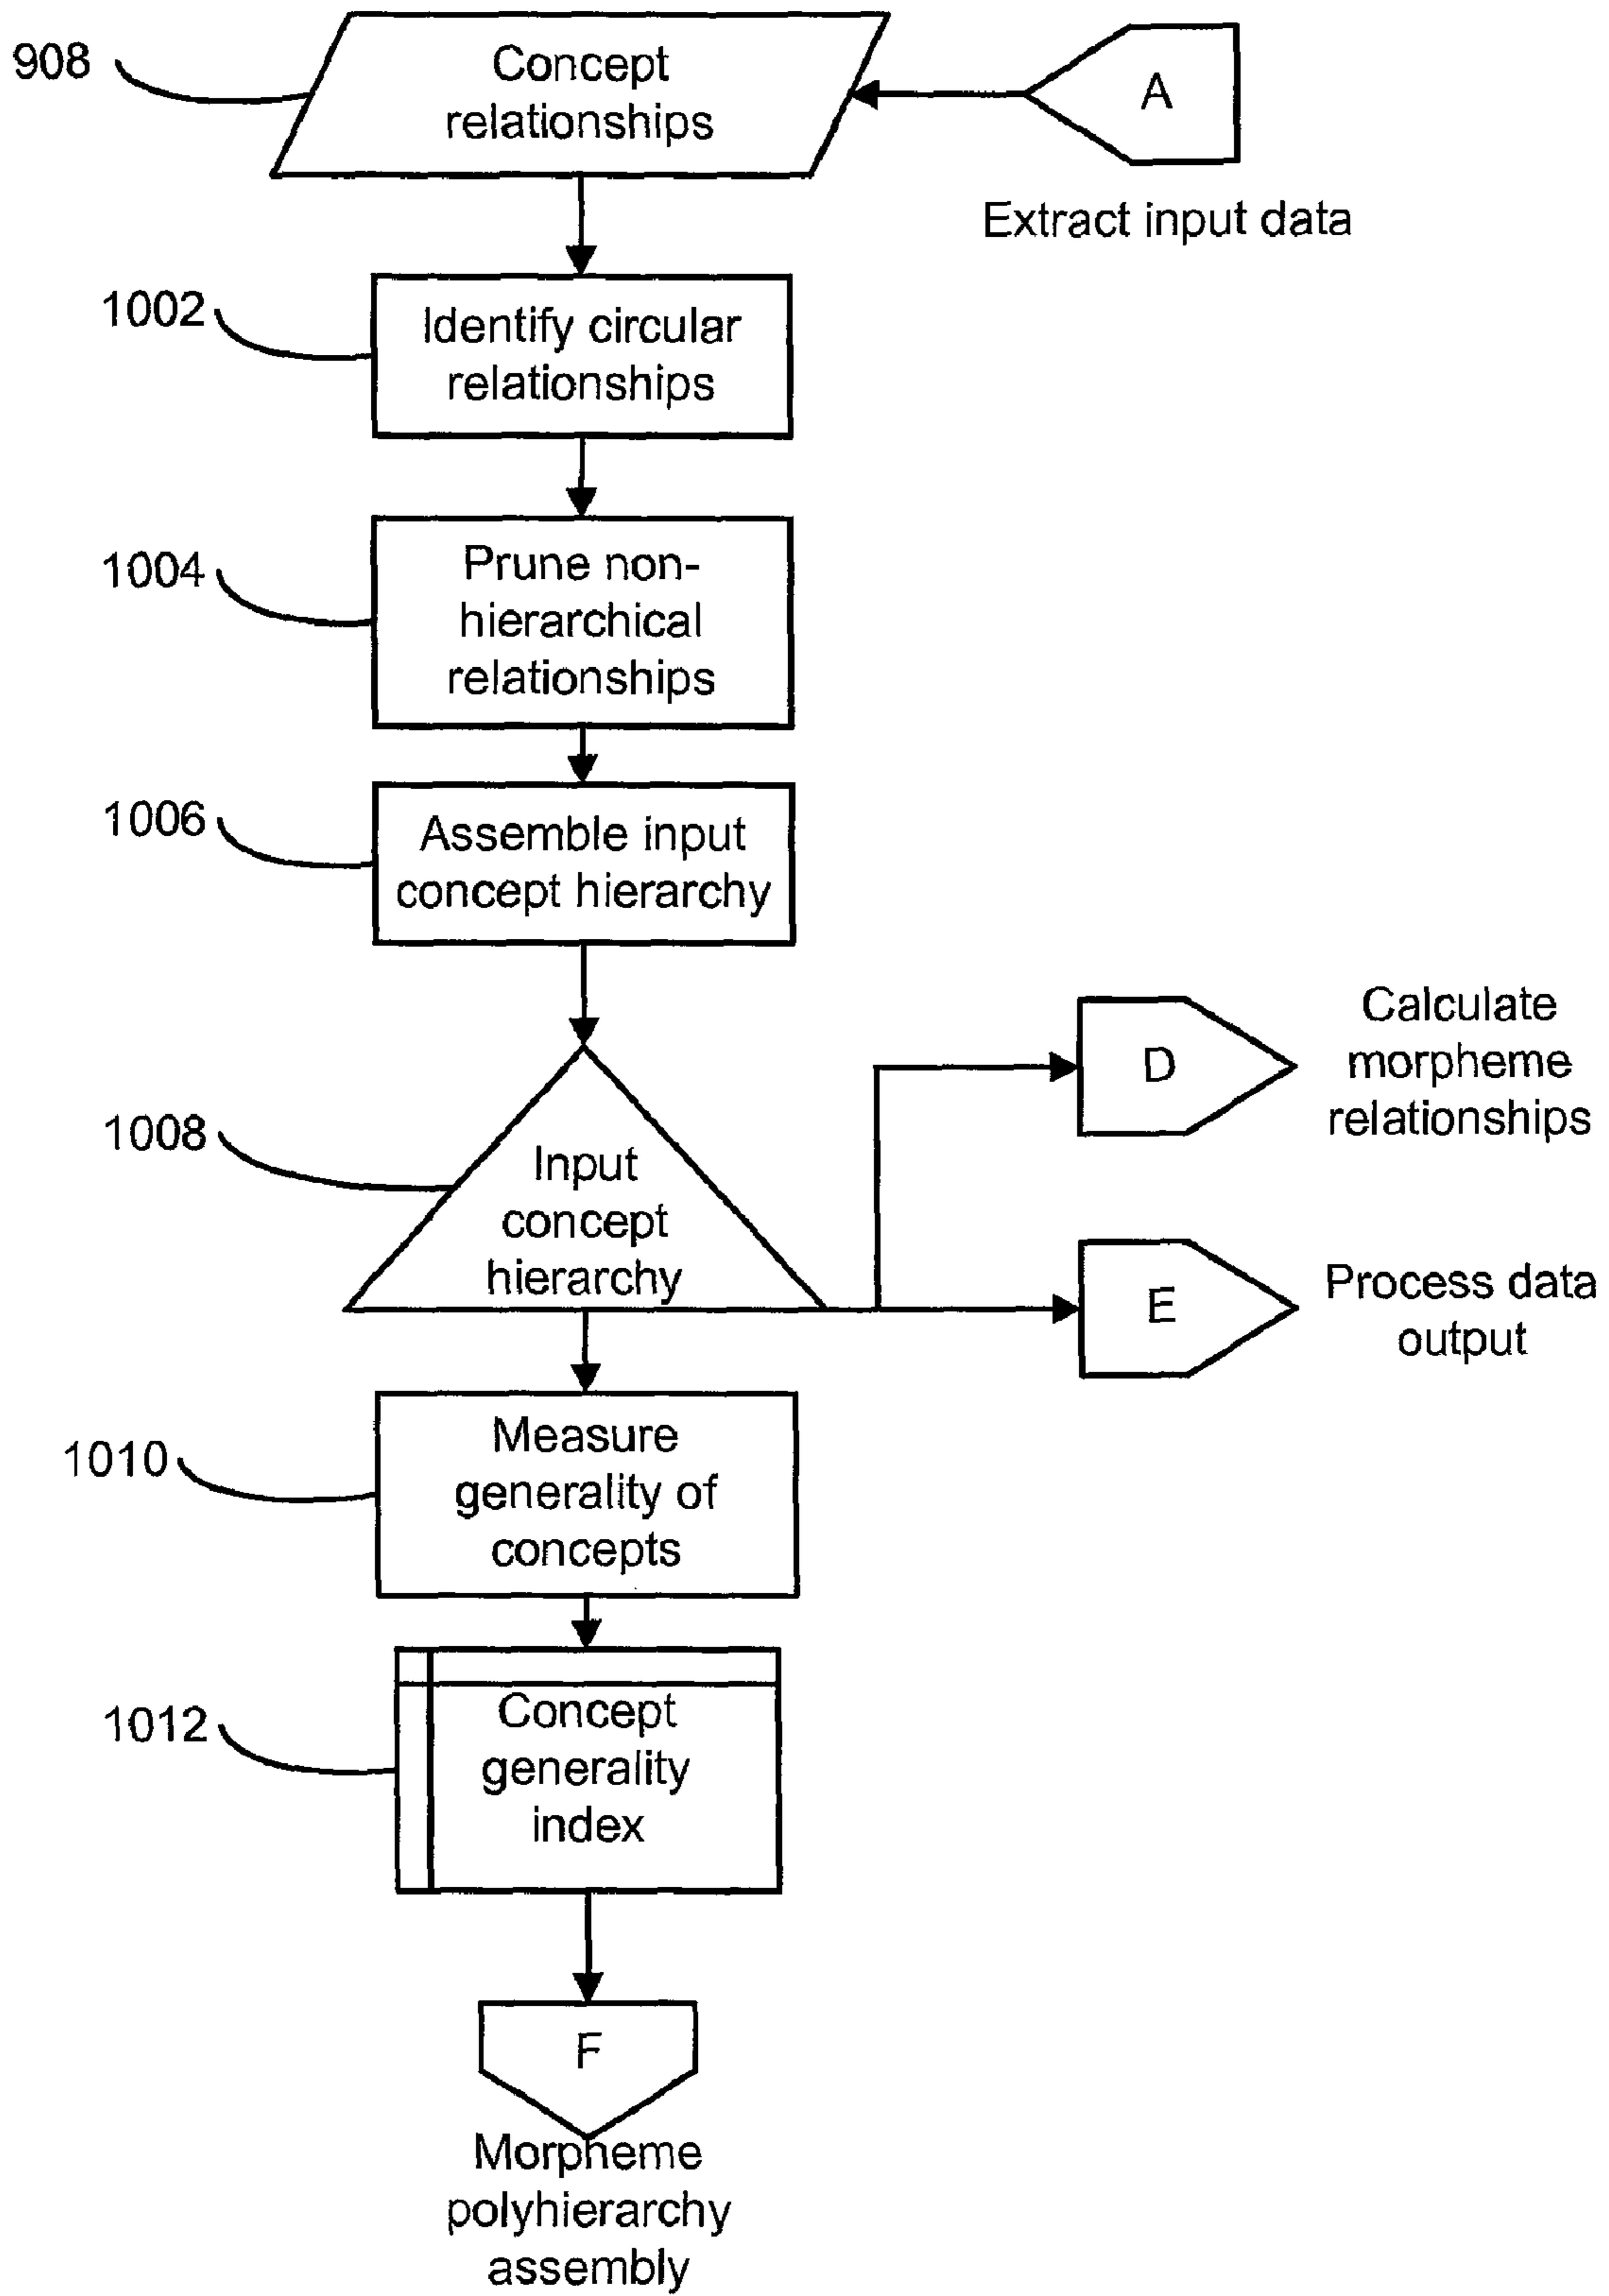 908
Concept
relationships
A
Extract input data
1002
Identify circular
relationships
1004
Prune non-
hierarchical
relationships
1006
Assemble input
concept hierarchy
1008
Input
concept
hierarchy
D
Calculate
morpheme
relationships
E
Process data
output
1010
Measure
generality of
concepts
1012
Concept
generality
index
F
Morpheme
polyhierarchy
assembly